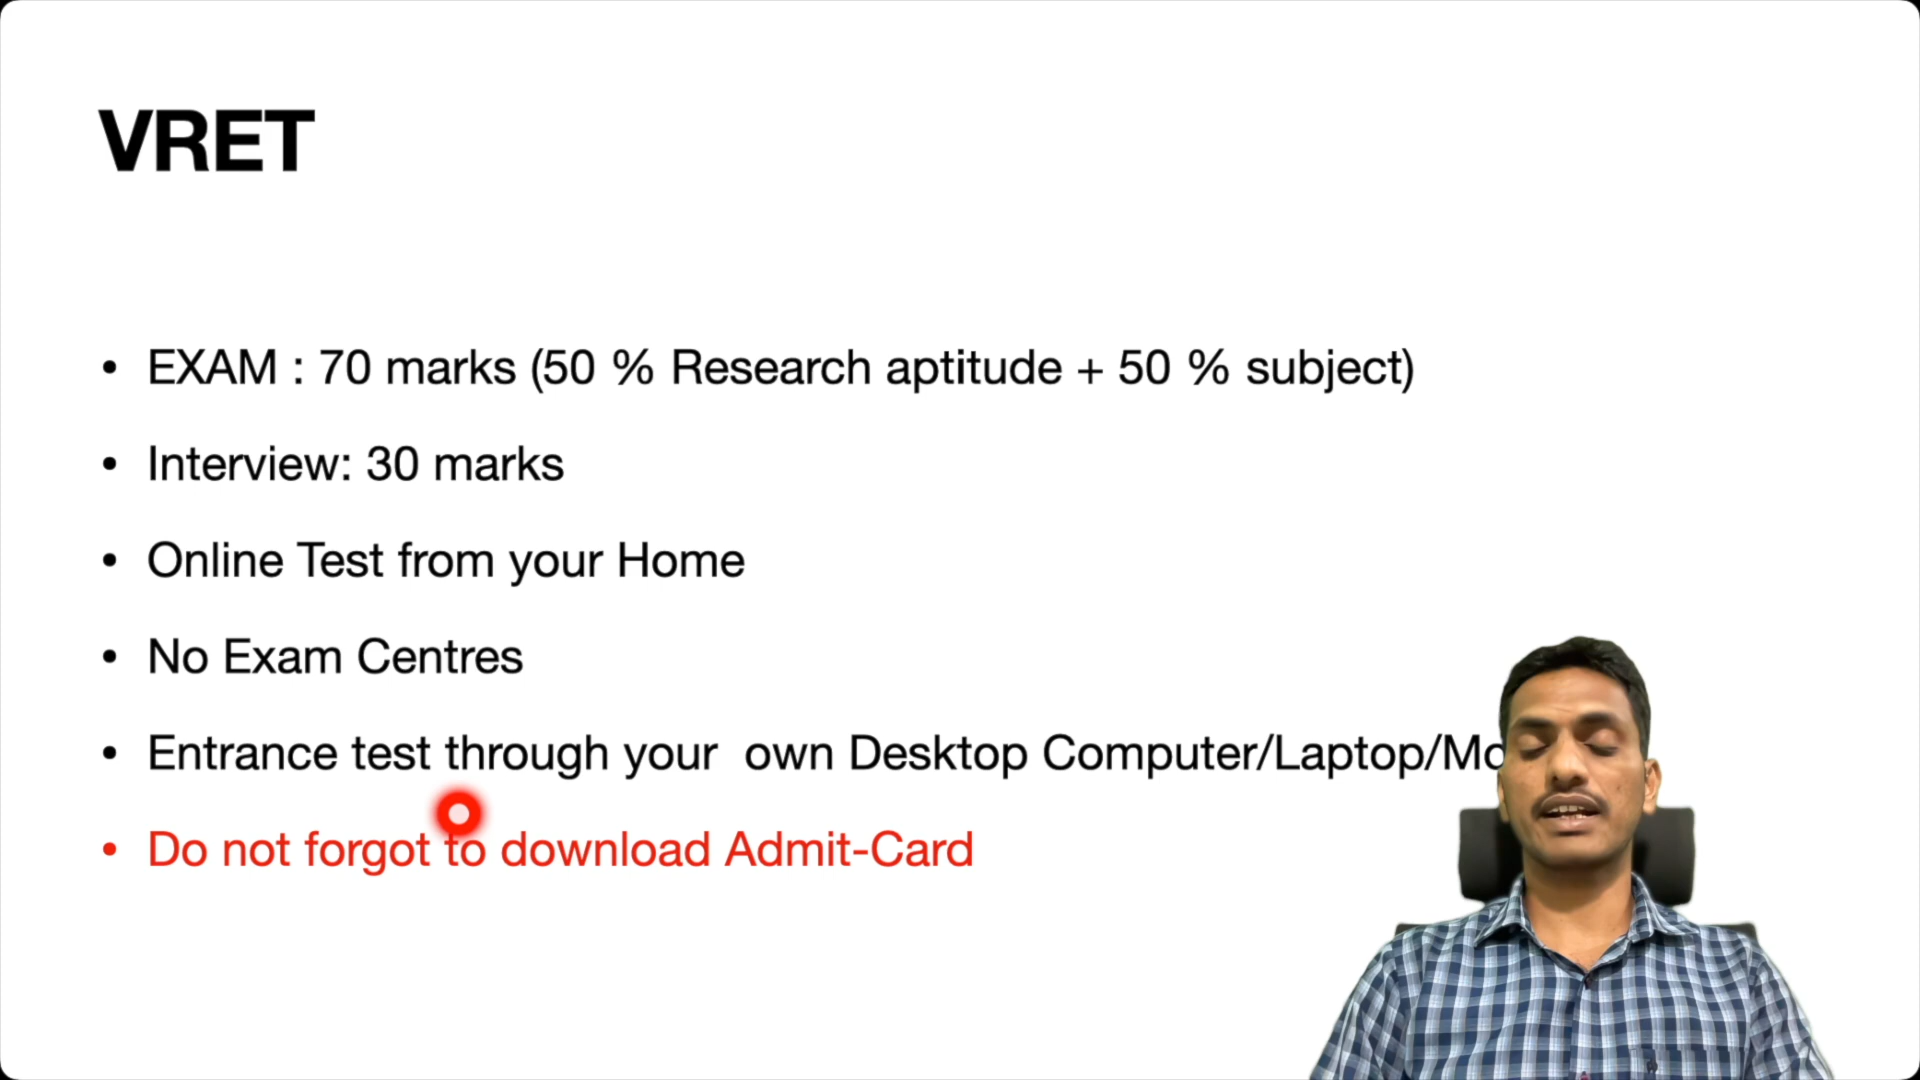 VRET
• EXAM : 70 marks (50 % Research aptitude + 50 % subject)
• Interview: 30 marks
• Online Test from your Home
• No Exam Centres
• Entrance test through your own Desktop Computer/Laptop/
• Do not forgot to download Admit-Card